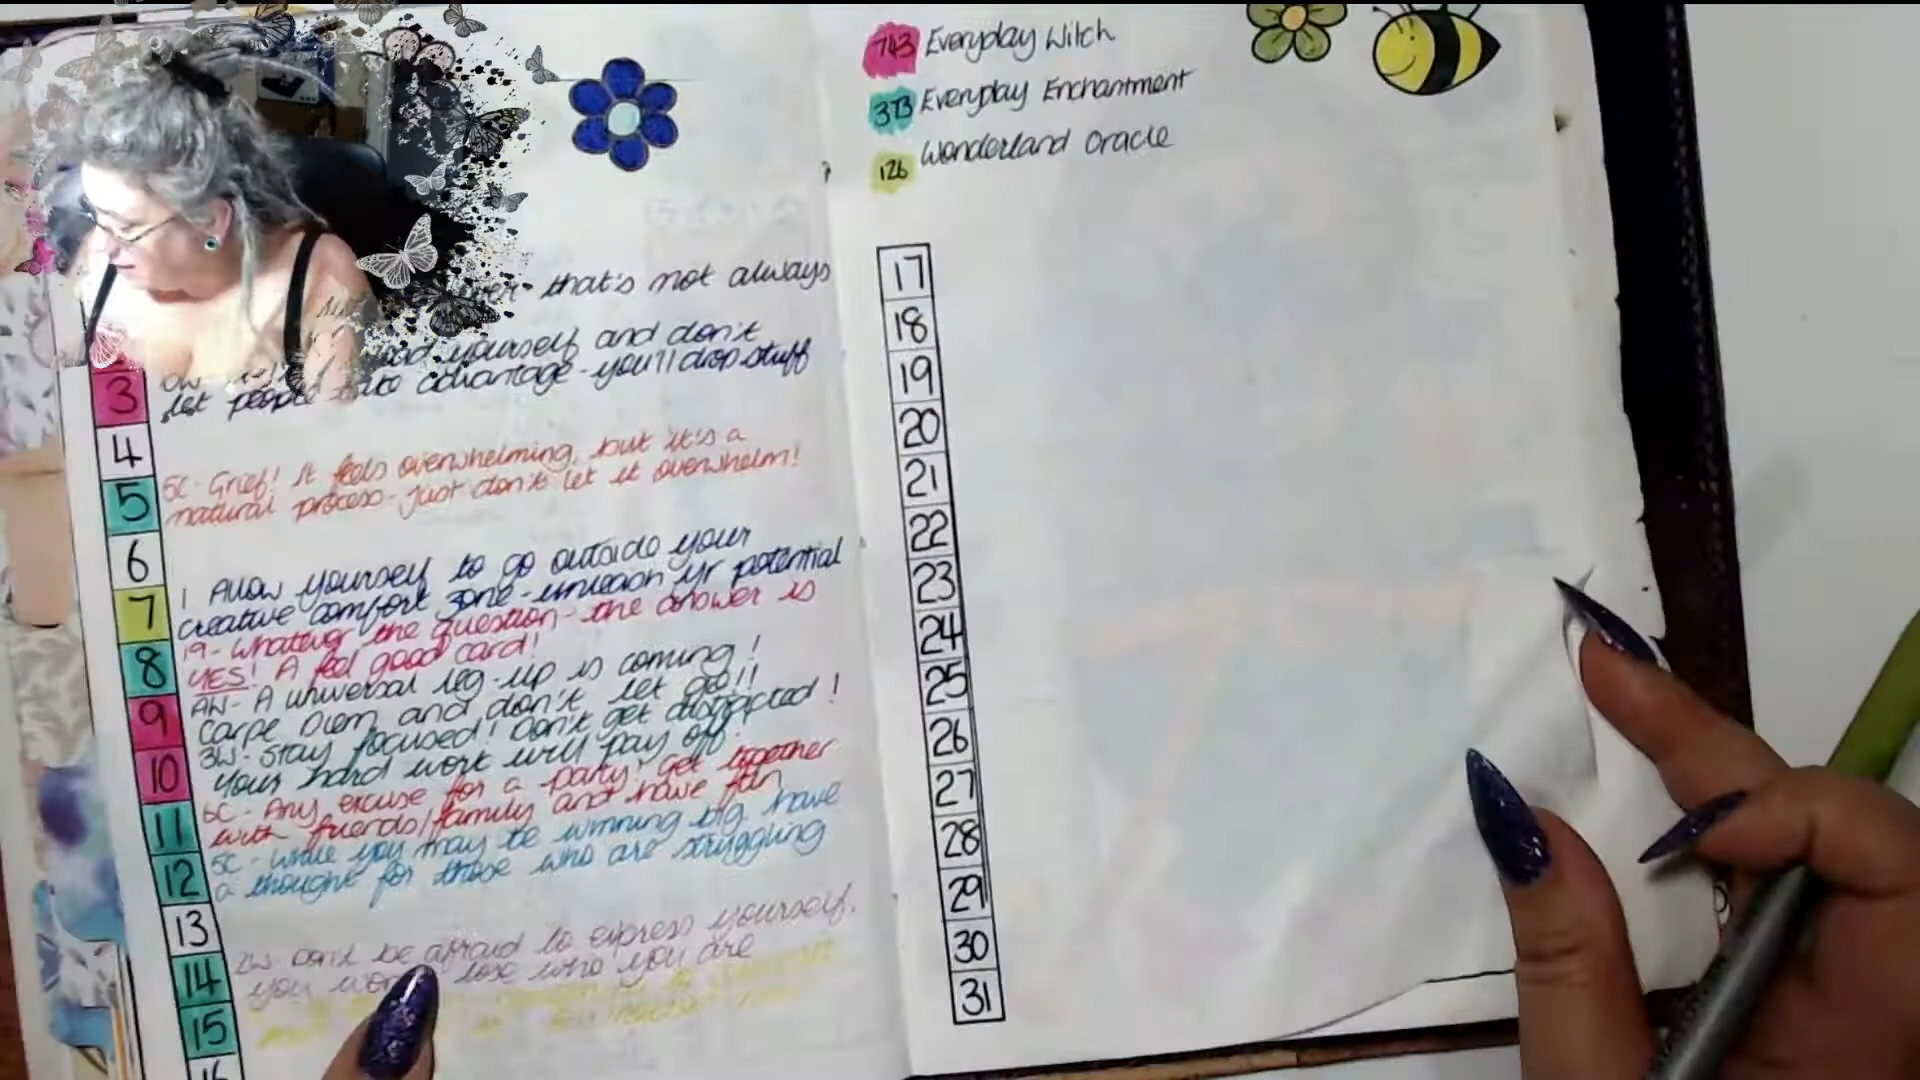 that's not always
yourself and don't
let people advantage - you'll drop stuff
3
4
5C - Grief! It feels overwhelming, but it's a
5
natural process - just don't let it overwhelm!
6
1 Allow yourself to go outside your
creative comfort zone - unleash yr potential
7
19 - Whatever the question - the answer is
YES! A feel good card!
8
AW - A universal leg-up is coming!
Carpe Diem and don't let go!!
9
3W - Stay focused! Don't get distracted!
Your hard work will pay off.
10
6C - Any excuse for a party! Get together
with friends/family and have fun
11
5C - While you may be winning big have
a thought for those who are struggling
12
13
2W Don't be afraid to express yourself.
you won't lose who you are
14
15
16
743 Everyday Witch
373 Everyday Enchantment
126 Wonderland Oracle
17
18
19
20
21
22
23
24
25
26
27
28
29
30
31